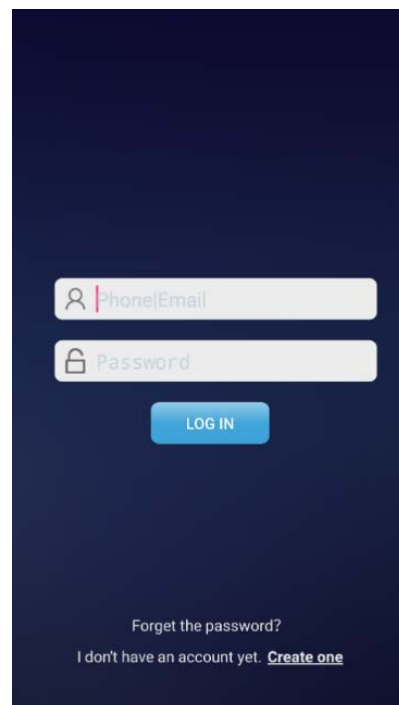 Phone|Email
Password
LOG IN
Forget the password?
I don't have an account yet. Create one